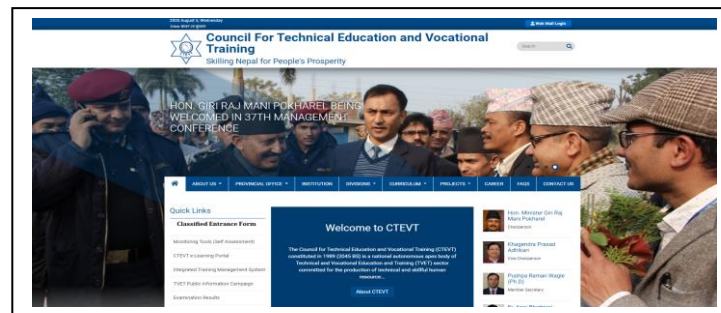 2020 August 5, Wednesday
Web Mail Login
Council For Technical Education and Vocational
Training
Skilling Nepal for People's Prosperity
Search
HON. GIRI RAJ MANI POKHAREL BEING
WELCOMED IN 37TH MANAGEMENT
CONFERENCE
ABOUT US
PROVINCIAL OFFICE
INSTITUTION
DIVISIONS
CURRICULUM
PROJECTS
CAREER
FAQS
CONTACT US
Quick Links
Classified Entrance Form
Monitoring Tools (Self Assessment)
CTEVT e-Learning Portal
Integrated Training Management System
TVET Public Information Campaign
Examination Results
Welcome to CTEVT
The Council for Technical Education and Vocational Training (CTEVT)
constituted in 1989 (2045 BS) is a national autonomous apex body of
Technical and Vocational Education and Training (TVET) sector
committed for the production of technical and skillful human
resource...
About CTEVT
Hon. Minister Giri Raj
Mani Pokharel
Chairperson
Khagendra Prasad
Adhikari
Vice Chairperson
Pushpa Raman Wagle
(Ph.D)
Member Secretary